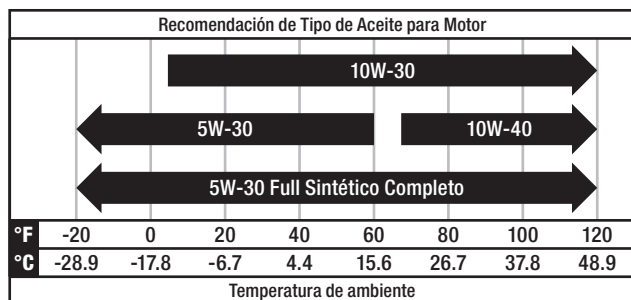 Recomendación de Tipo de Aceite para Motor
10W-30
5W-30 10W-40
5W-30 Full Sintético Completo
°F -20 0 20 40 60 80 100 120
°C -28.9 -17.8 -6.7 4.4 15.6 26.7 37.8 48.9
Temperatura de ambiente